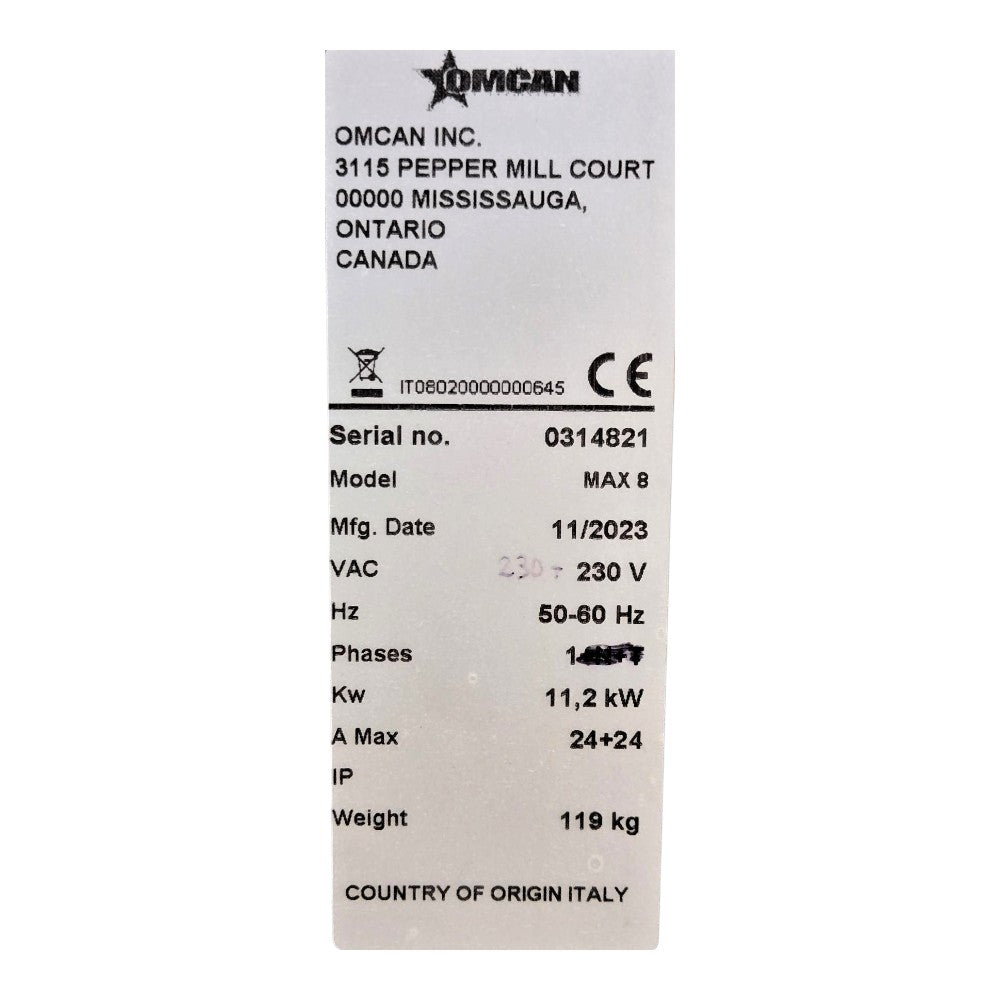 OMCAN
OMCAN INC.
3115 PEPPER MILL COURT
00000 MISSISSAUGA,
ONTARIO
CANADA
IT08020000000645 CE
Serial no. 0314821
Model MAX 8
Mfg. Date 11/2023
VAC 230- 230 V
Hz 50-60 Hz
Phases 1
Kw 11,2 kW
A Max 24+24
IP
Weight 119 kg
COUNTRY OF ORIGIN ITALY